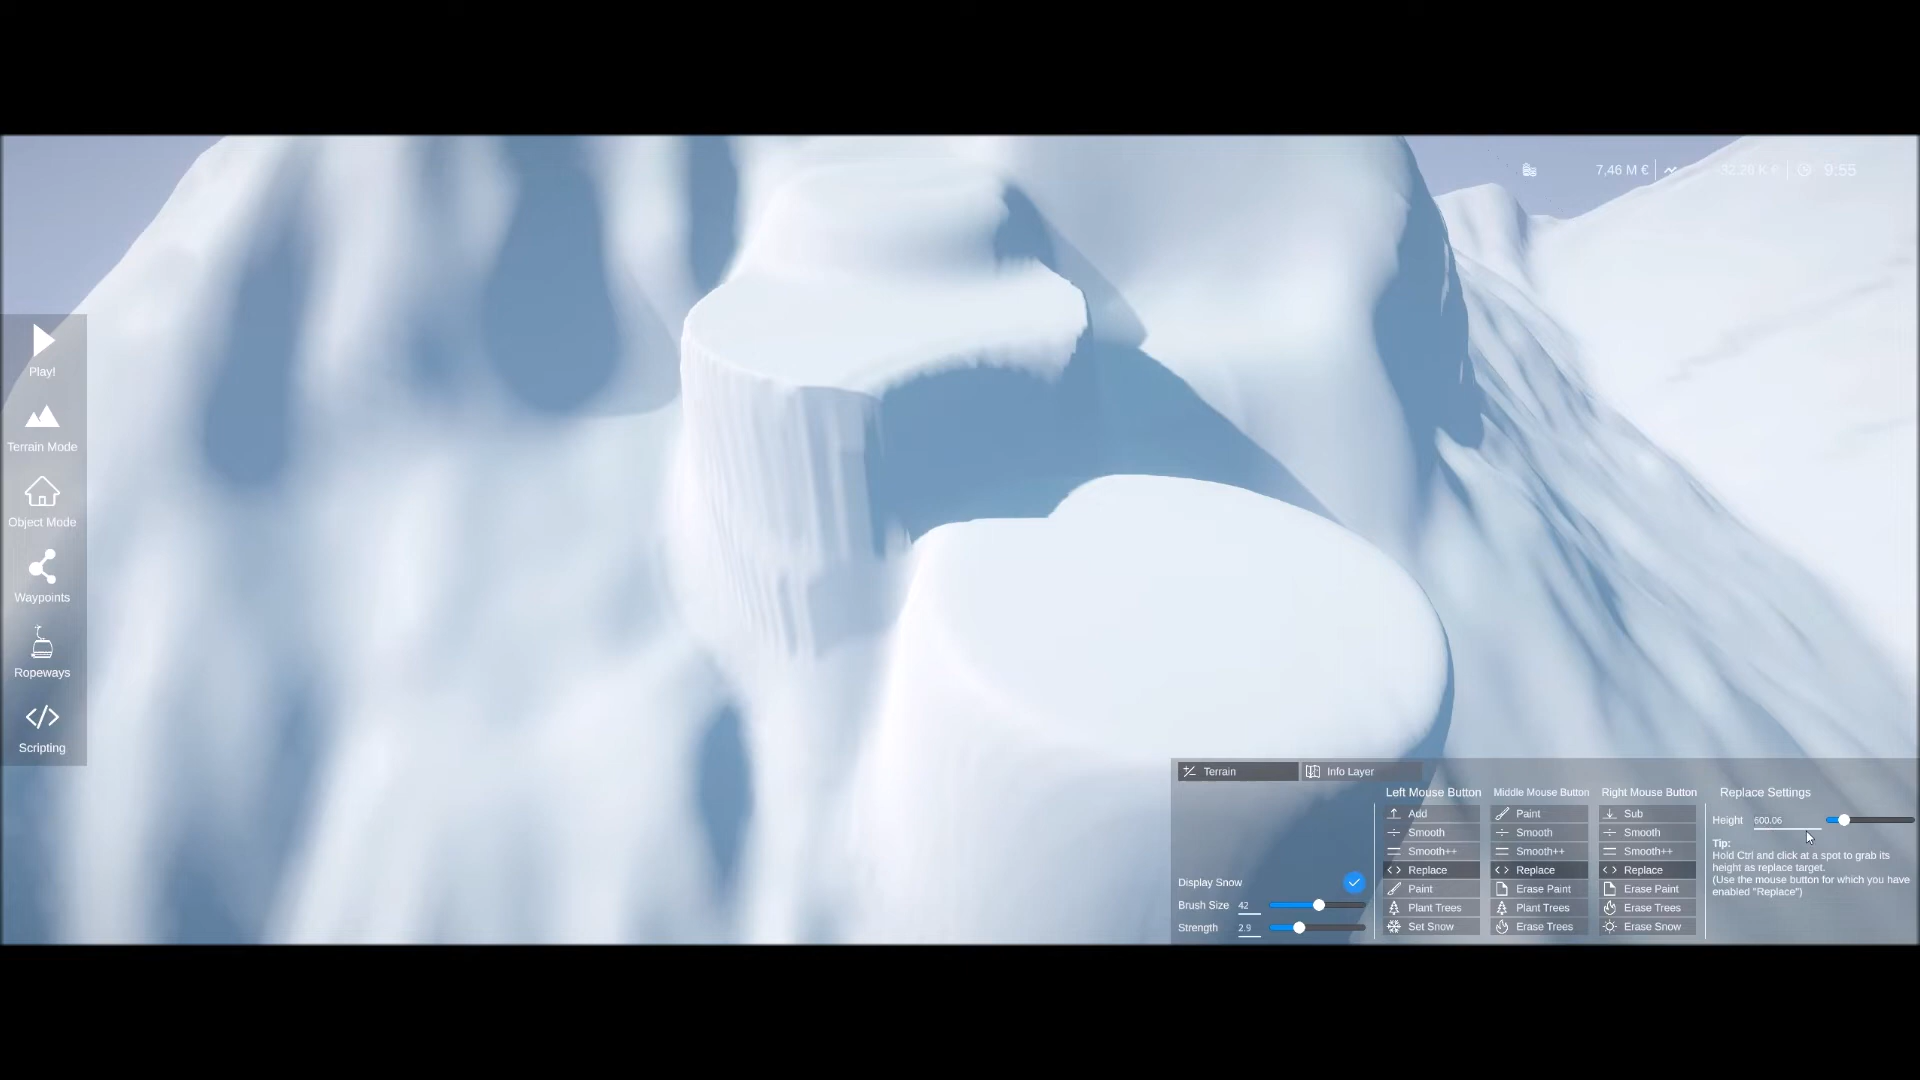 7,46 M €
32.26 K €
9:55
Play!
Terrain Mode
Object Mode
Waypoints
Ropeways
Scripting
Terrain
Info Layer
Display Snow
Brush Size 42
Strength 2.9
Left Mouse Button
Add
Smooth
Smooth++
Replace
Paint
Plant Trees
Set Snow
Middle Mouse Button
Paint
Smooth
Smooth++
Replace
Erase Paint
Plant Trees
Erase Trees
Right Mouse Button
Sub
Smooth
Smooth++
Replace
Erase Paint
Erase Trees
Erase Snow
Replace Settings
Height 600.06
Tip:
Hold Ctrl and click at a spot to grab its
height as replace target.
(Use the mouse button for which you have
enabled "Replace")